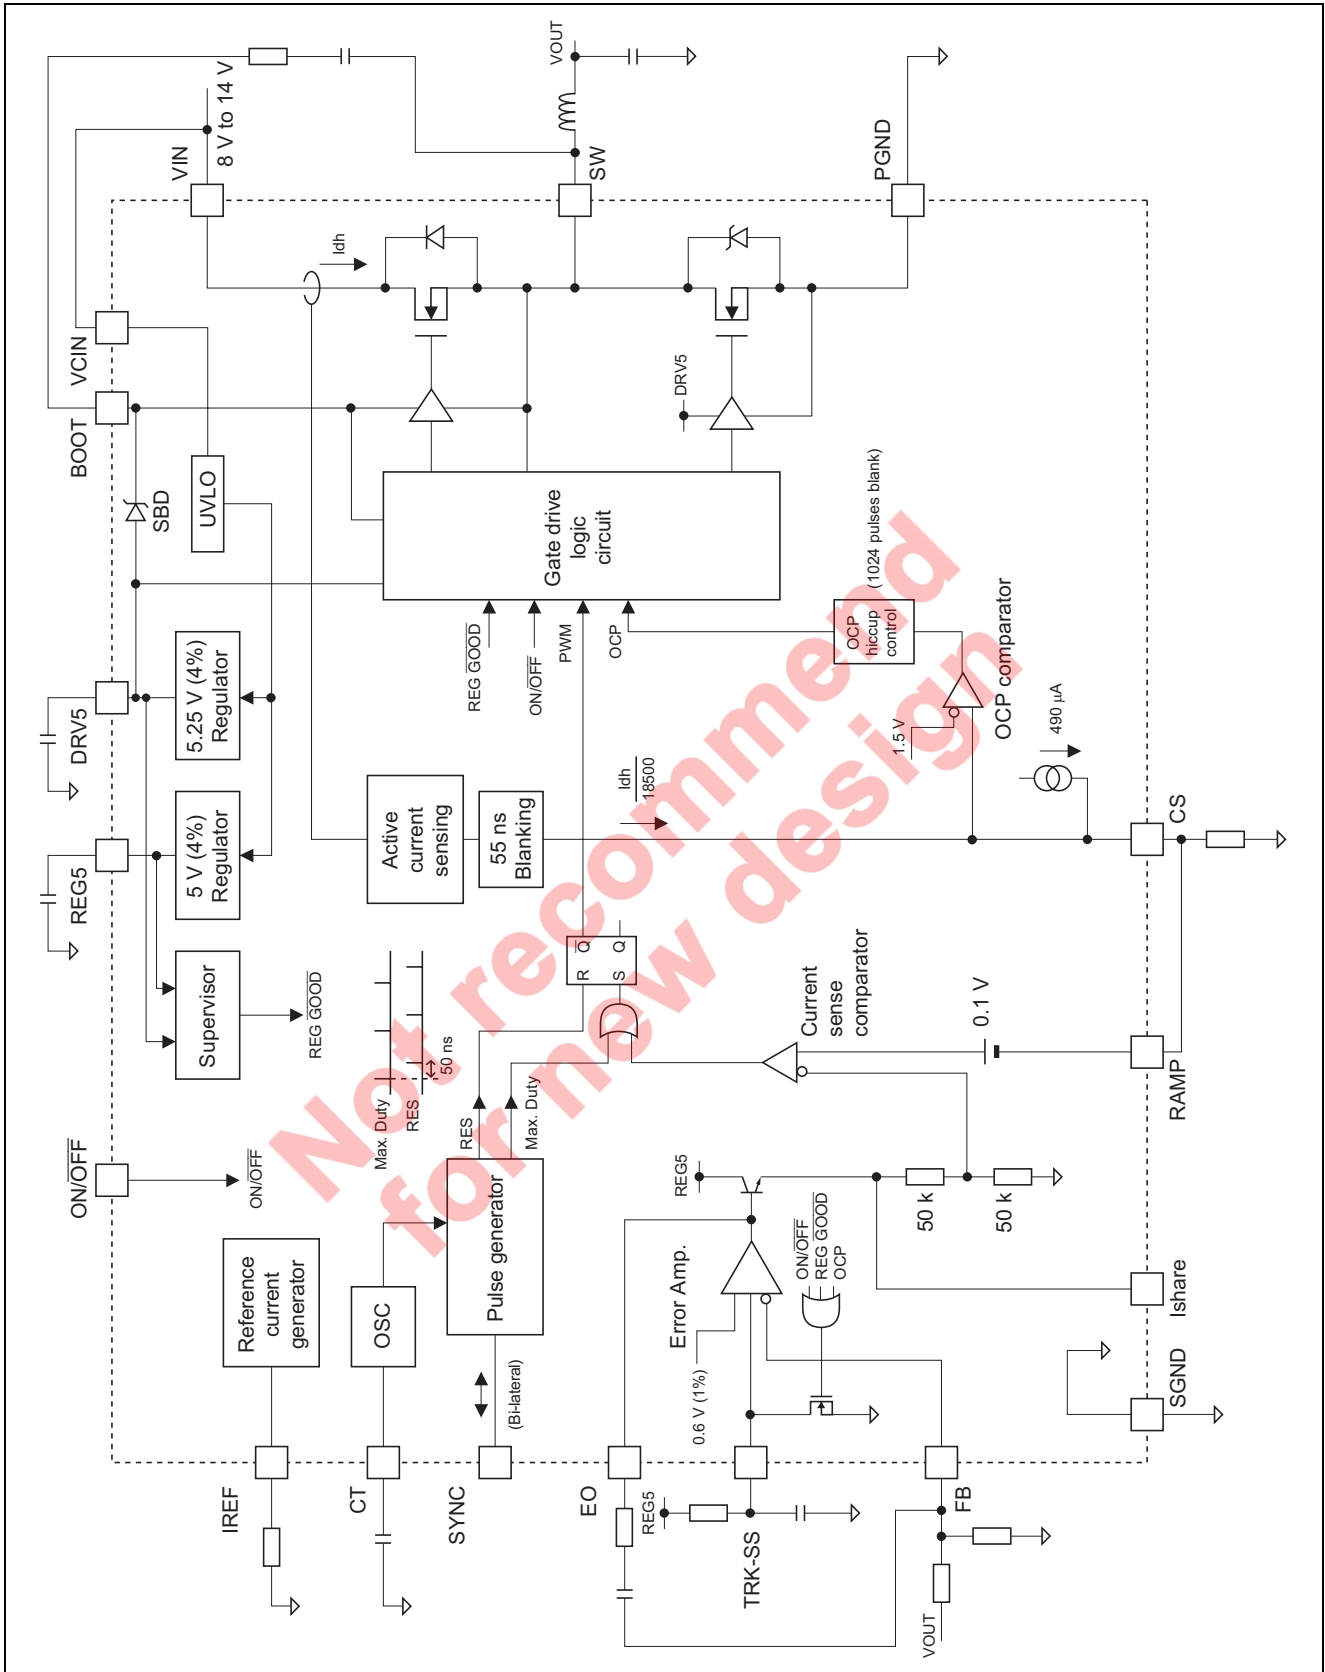 ON/OFF
REG5
DRV5
BOOT
VCIN
VIN
8 V to 14 V
IREF
Reference
current
generator
ON/OFF
Supervisor
REG GOOD
5 V (4%)
Regulator
5.25 V (4%)
Regulator
SBD
UVLO
CT
OSC
SYNC
(Bi-lateral)
Pulse generator
RES
Max. Duty
Max. Duty
RES
50 ns
Active
current
sensing
55 ns
Blanking
Idh
18500
Idh
REG GOOD
ON/OFF
PWM
OCP
Gate drive
logic
circuit
DRV5
SW
VOUT
PGND
R
Q
S
Q
EO
REG5
TRK-SS
0.6 V (1%)
Error Amp.
REG5
ON/OFF
REG GOOD
OCP
50 k
50 k
Current
sense
comparator
0.1 V
1.5 V
OCP comparator
OCP
hiccup
control
(1024 pulses blank)
490 μA
FB
VOUT
SGND
Ishare
RAMP
CS
Not recommend
for new design